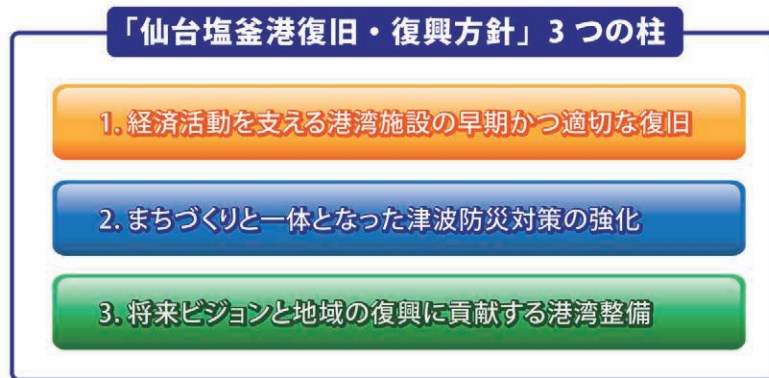 「仙台塩釜港復旧・復興方針」3つの柱
1. 経済活動を支える港湾施設の早期かつ適切な復旧
2. まちづくりと一体となった津波防災対策の強化
3. 将来ビジョンと地域の復興に貢献する港湾整備